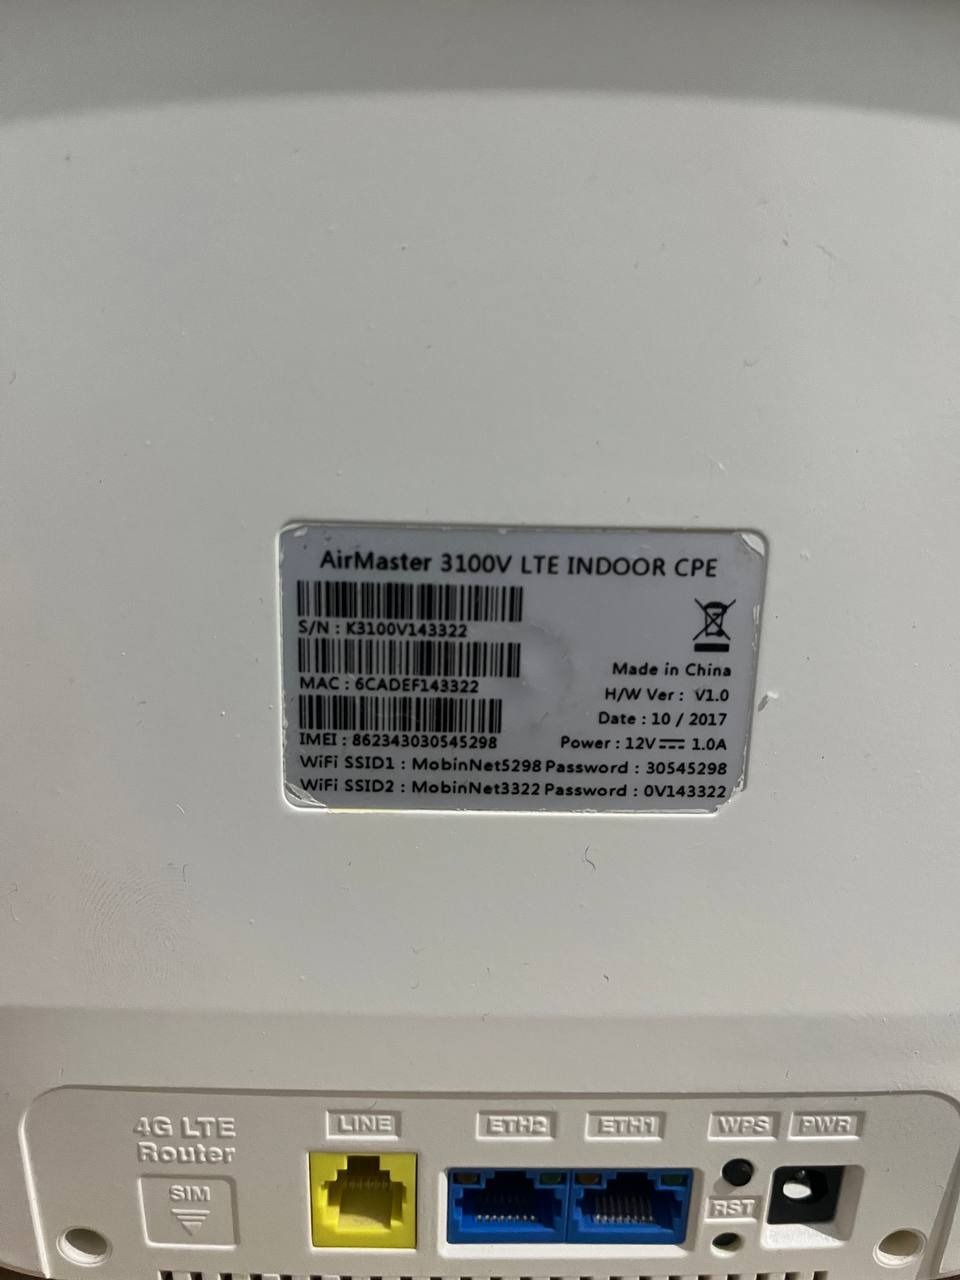 AirMaster 3100V LTE INDOOR CPE
S/N : K3100V143322
MAC : 6CADEF143322
Made in China
H/W Ver : V1.0
Date : 10 / 2017
IMEI : 862343030545298 Power : 12V⎓ 1.0A
WiFi SSID1 : MobinNet5298 Password : 30545298
WiFi SSID2 : MobinNet3322 Password : 0V143322
4G LTE
Router
SIM
LINE
ETH2
ETH1
WPS
PWR
RST